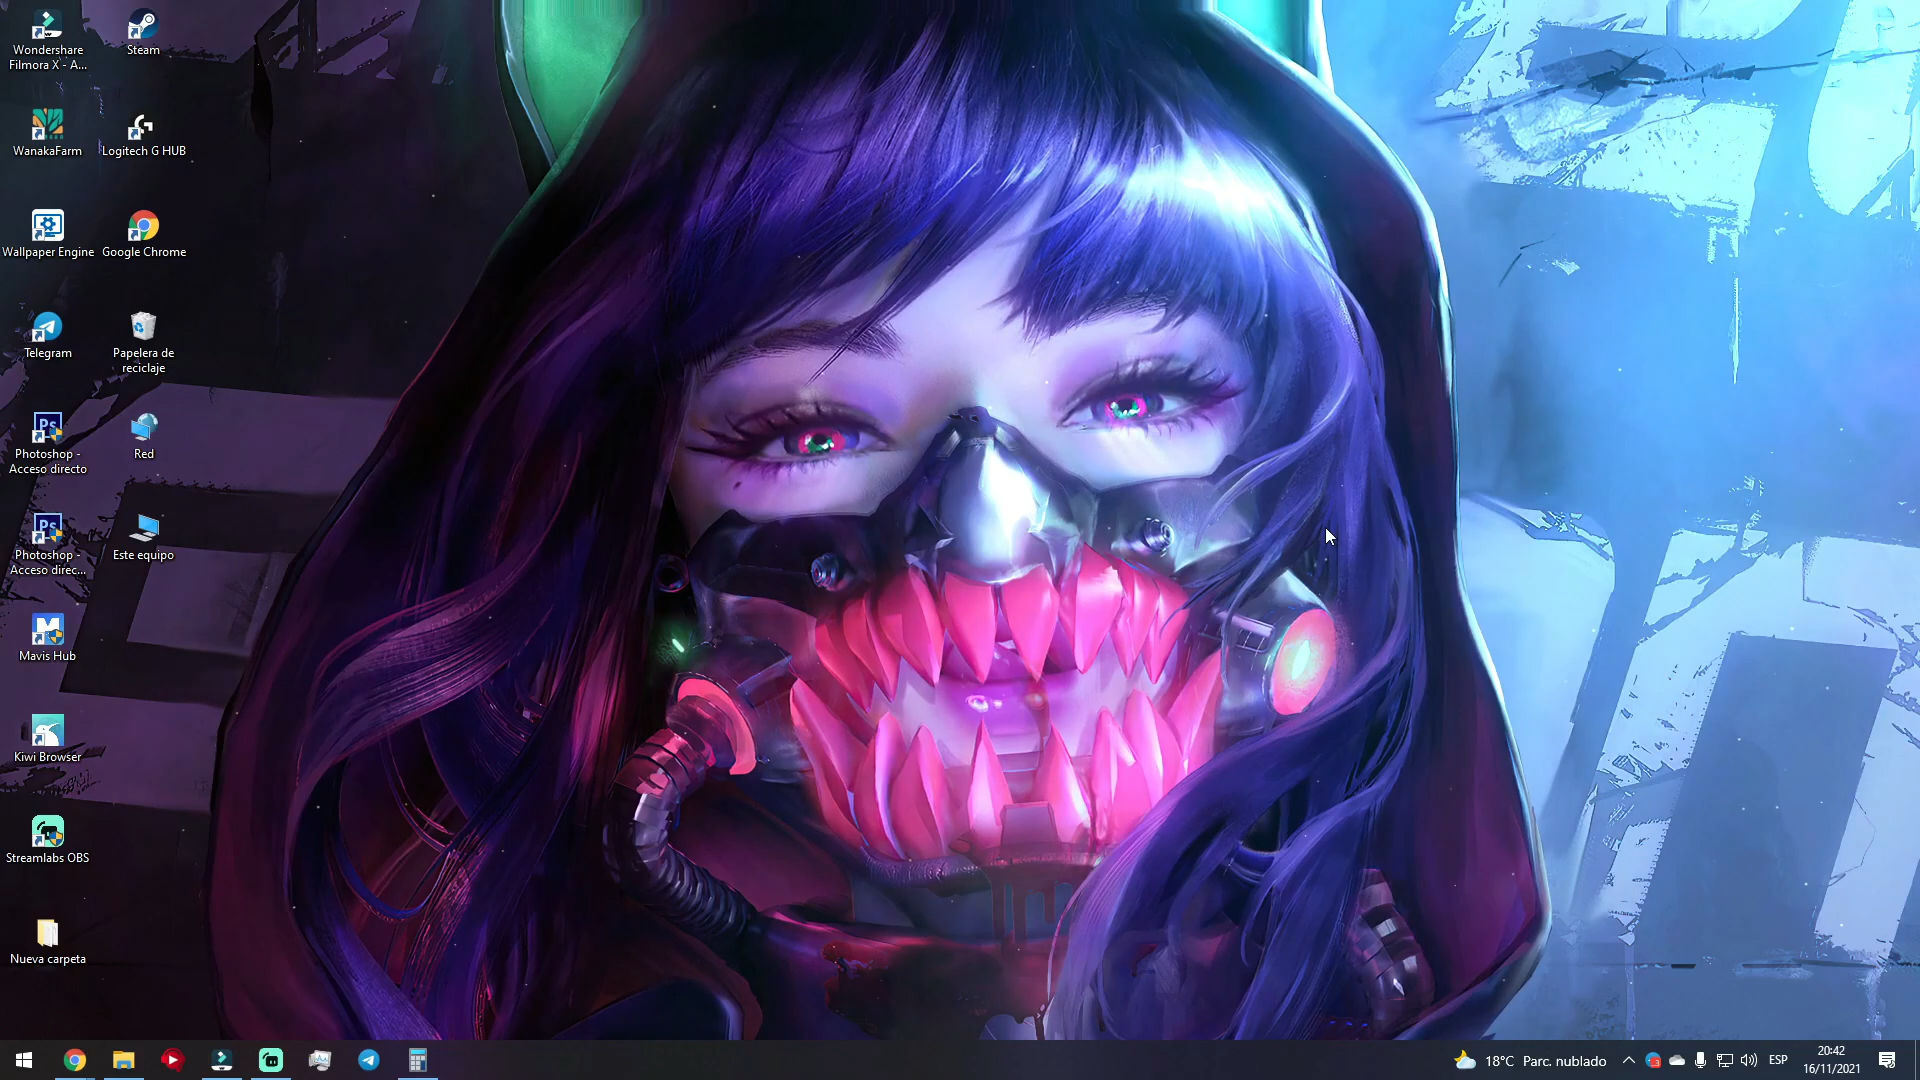 Wondershare
Filmora X - A...
Steam
WanakaFarm
Logitech G HUB
Wallpaper Engine
Google Chrome
Telegram
Papelera de
reciclaje
Ps
Photoshop -
Acceso directo
Red
Ps
Photoshop -
Acceso direc...
Este equipo
Mavis Hub
Kiwi Browser
Streamlabs OBS
Nueva carpeta
18°C Parc. nublado
ESP
20:42
16/11/2021